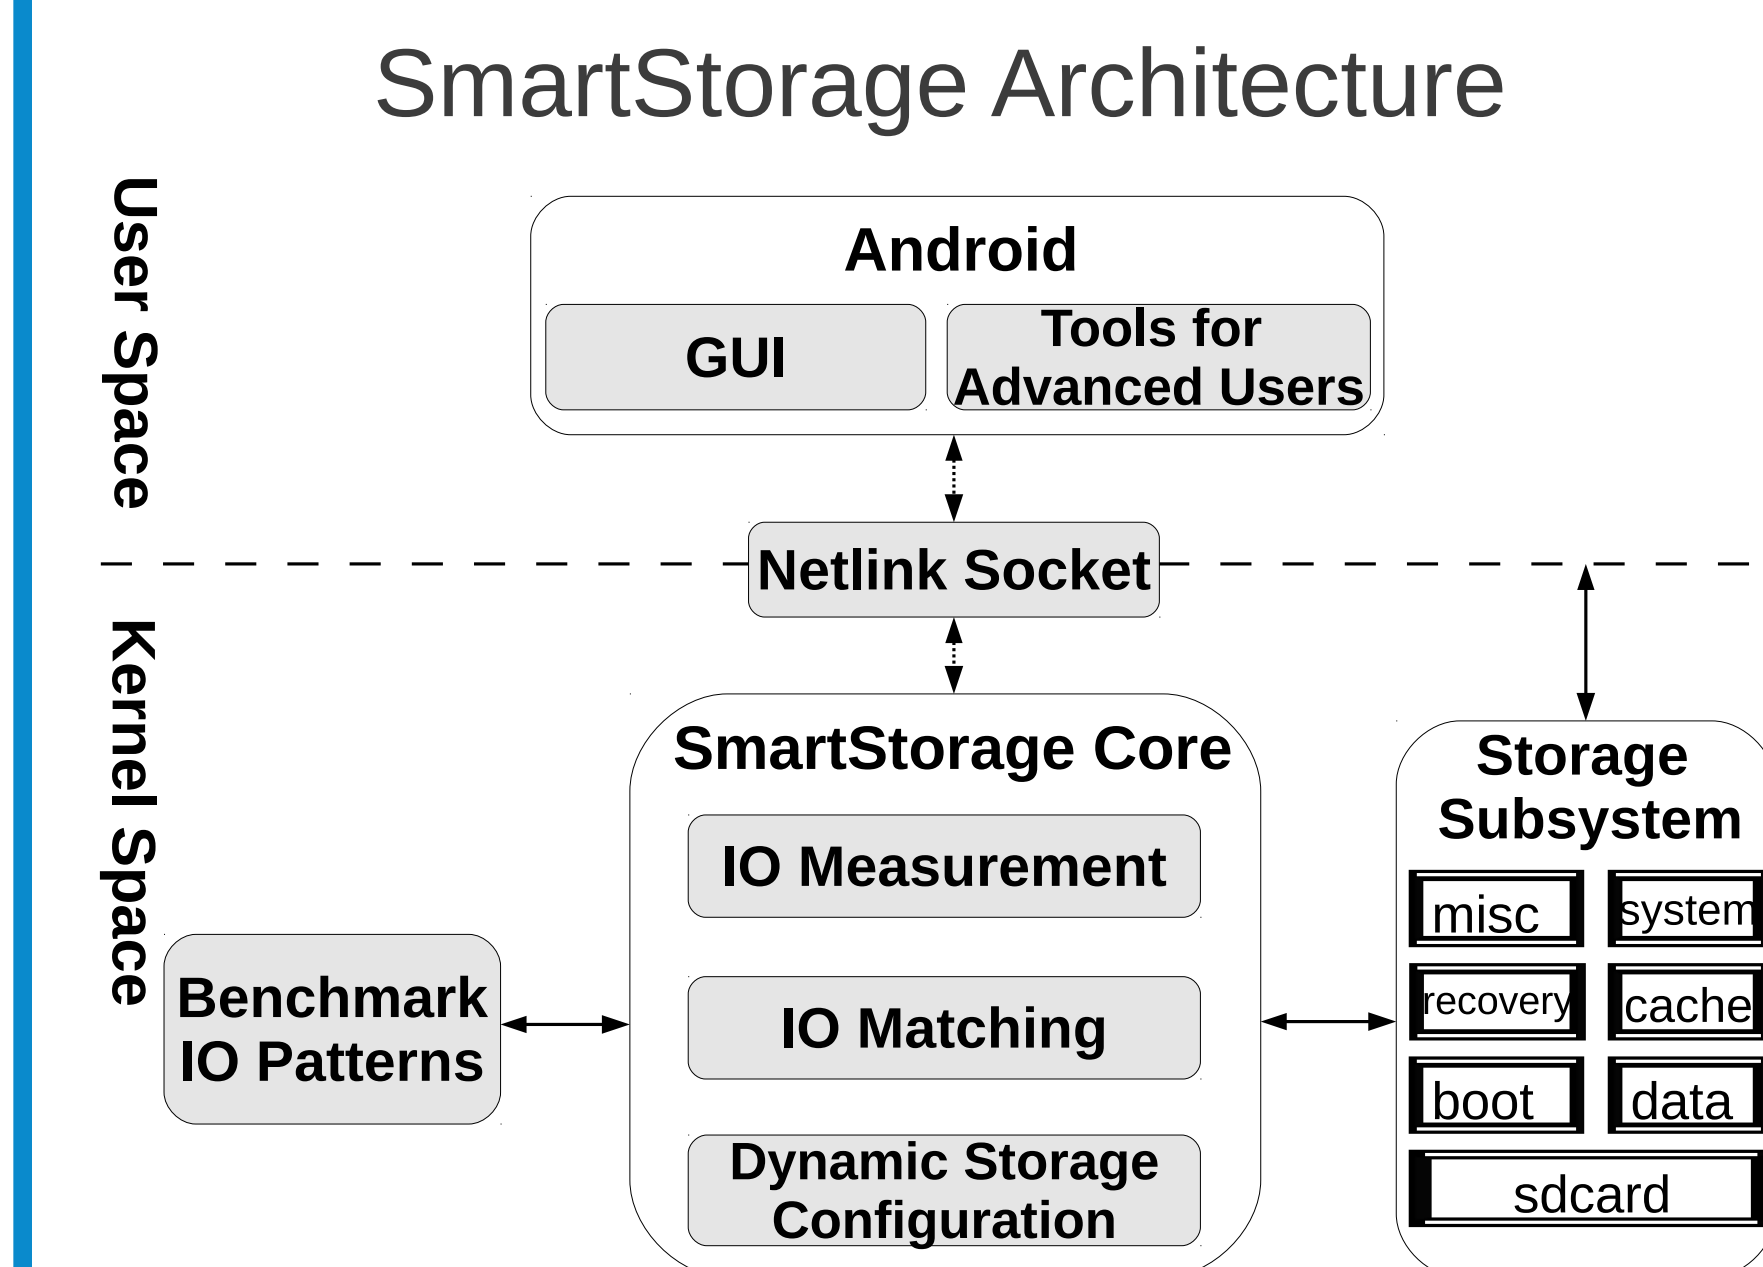 SmartStorage Architecture
User Space
Android
GUI
Tools for
Advanced Users
Netlink Socket
Kernel Space
SmartStorage Core
IO Measurement
IO Matching
Dynamic Storage
Configuration
Benchmark
IO Patterns
Storage
Subsystem
misc
system
recovery
cache
boot
data
sdcard